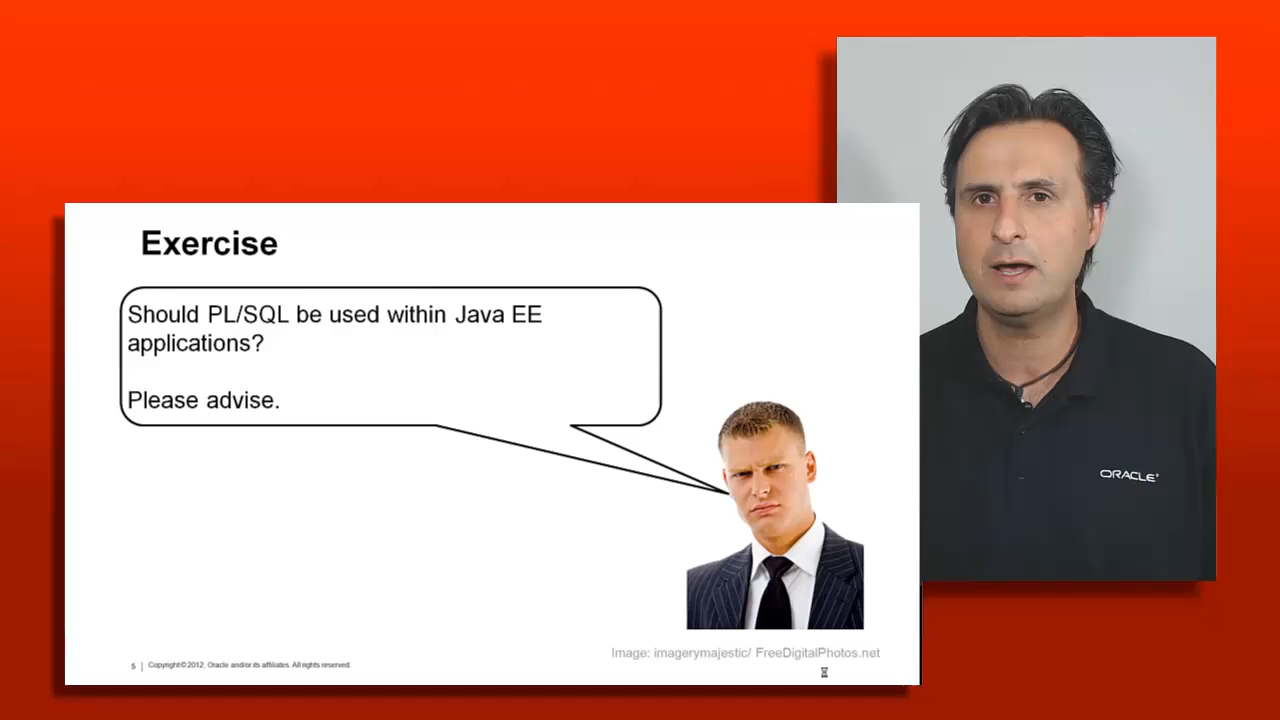 Exercise
Should PL/SQL be used within Java EE
applications?
Please advise.
ORACLE
Image: imagerymajestic/ FreeDigitalPhotos.net
5 | Copyright © 2012, Oracle and/or its affiliates. All rights reserved.